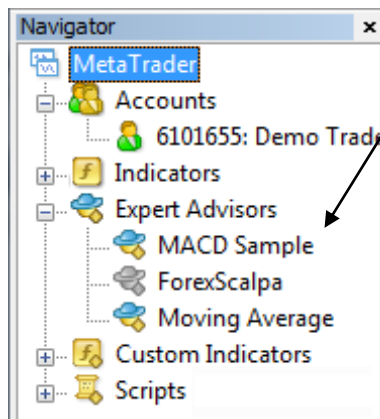 Navigator
MetaTrader
Accounts
6101655: Demo Trade
Indicators
Expert Advisors
MACD Sample
ForexScalpa
Moving Average
Custom Indicators
Scripts